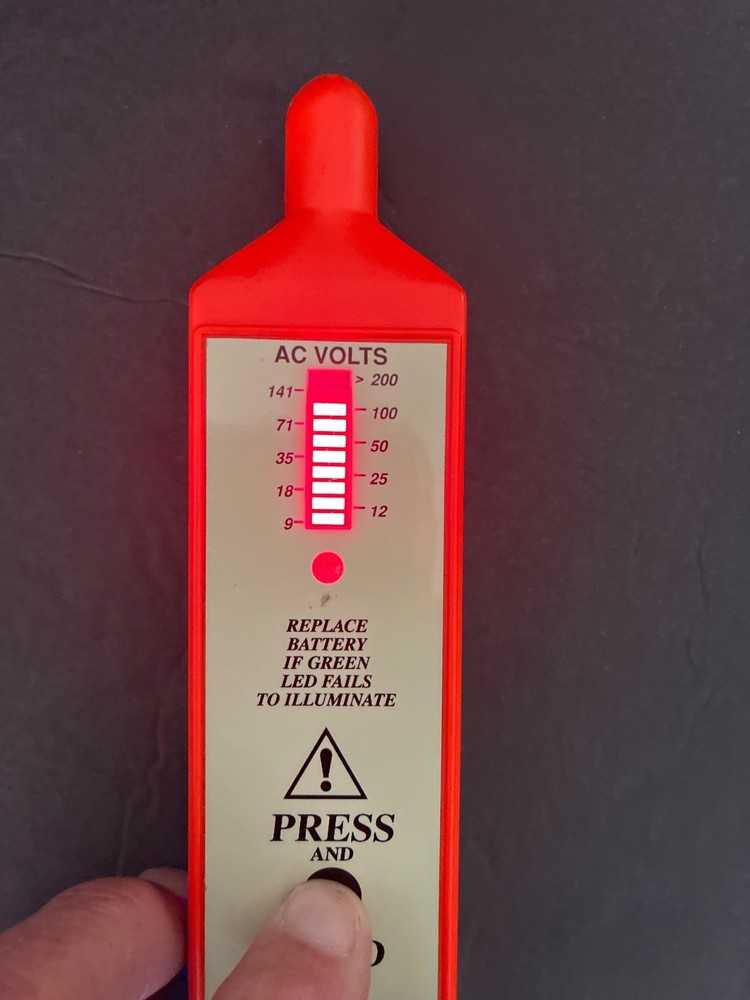 AC VOLTS
> 200
141
100
71
50
35
25
18
12
9
REPLACE
BATTERY
IF GREEN
LED FAILS
TO ILLUMINATE
!
PRESS
AND